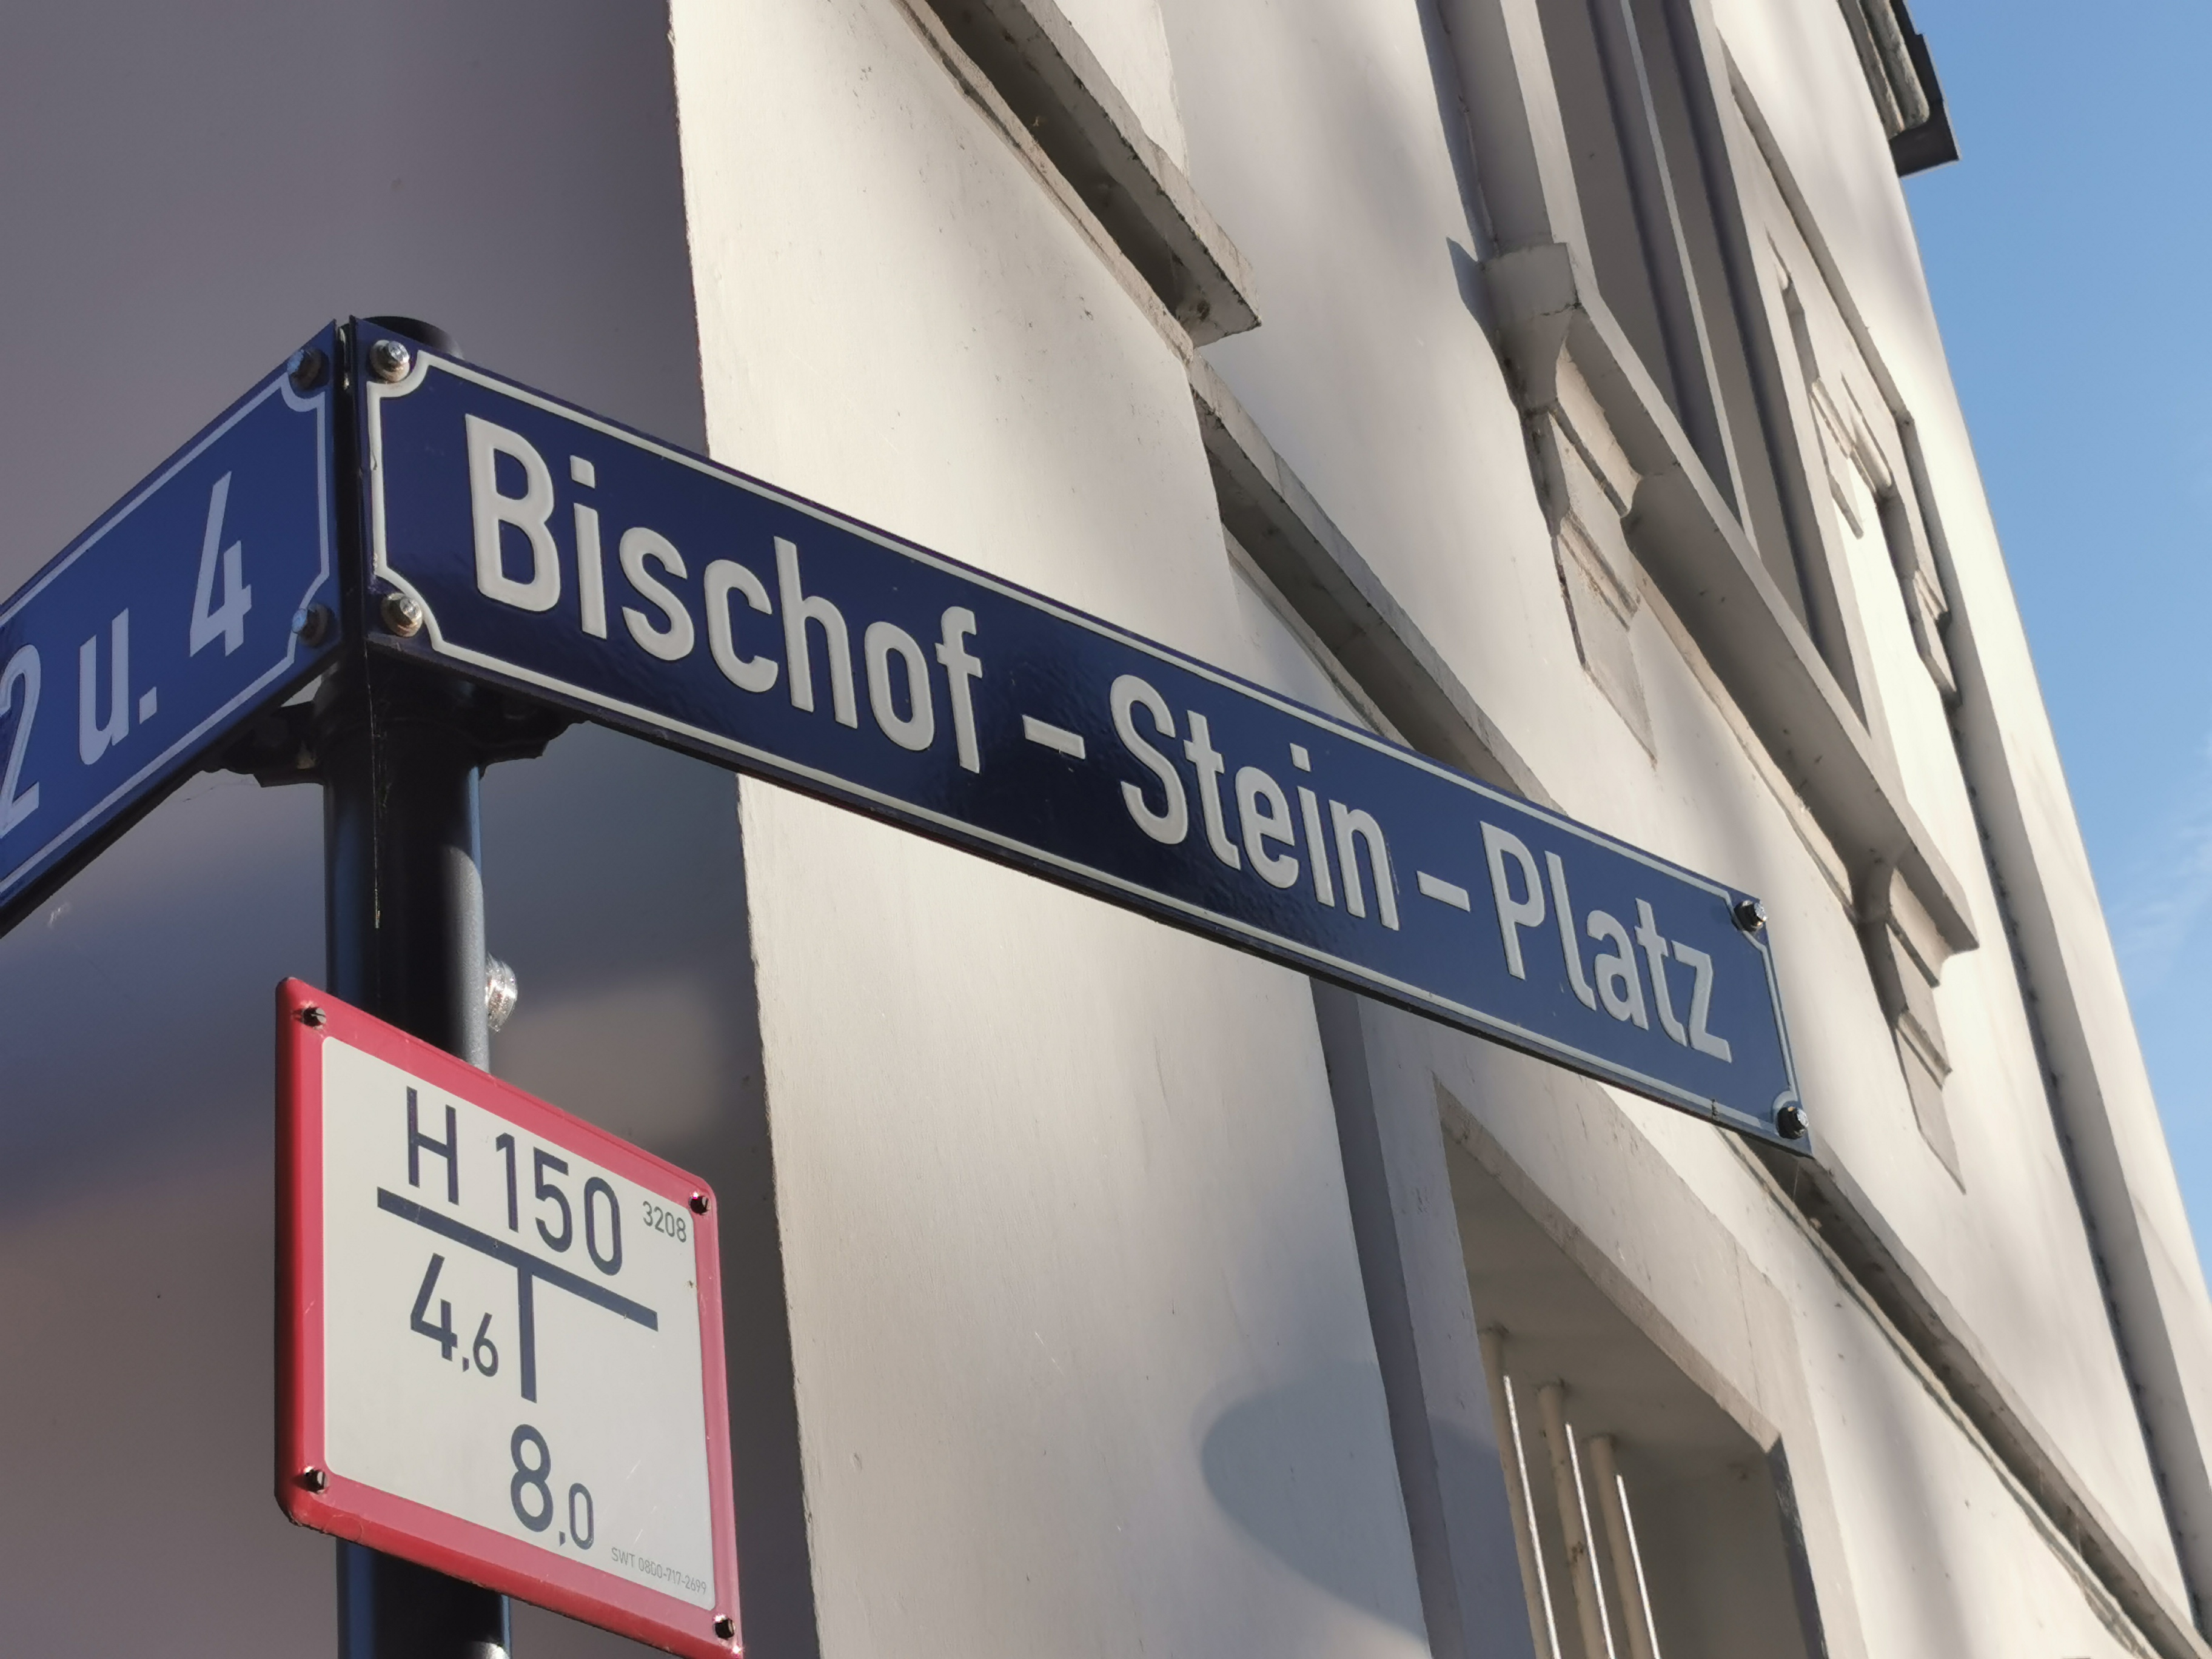 2 u. 4
Bischof-Stein-Platz
H 150
3208
4,6
8,0
SWT 0800-717-2699